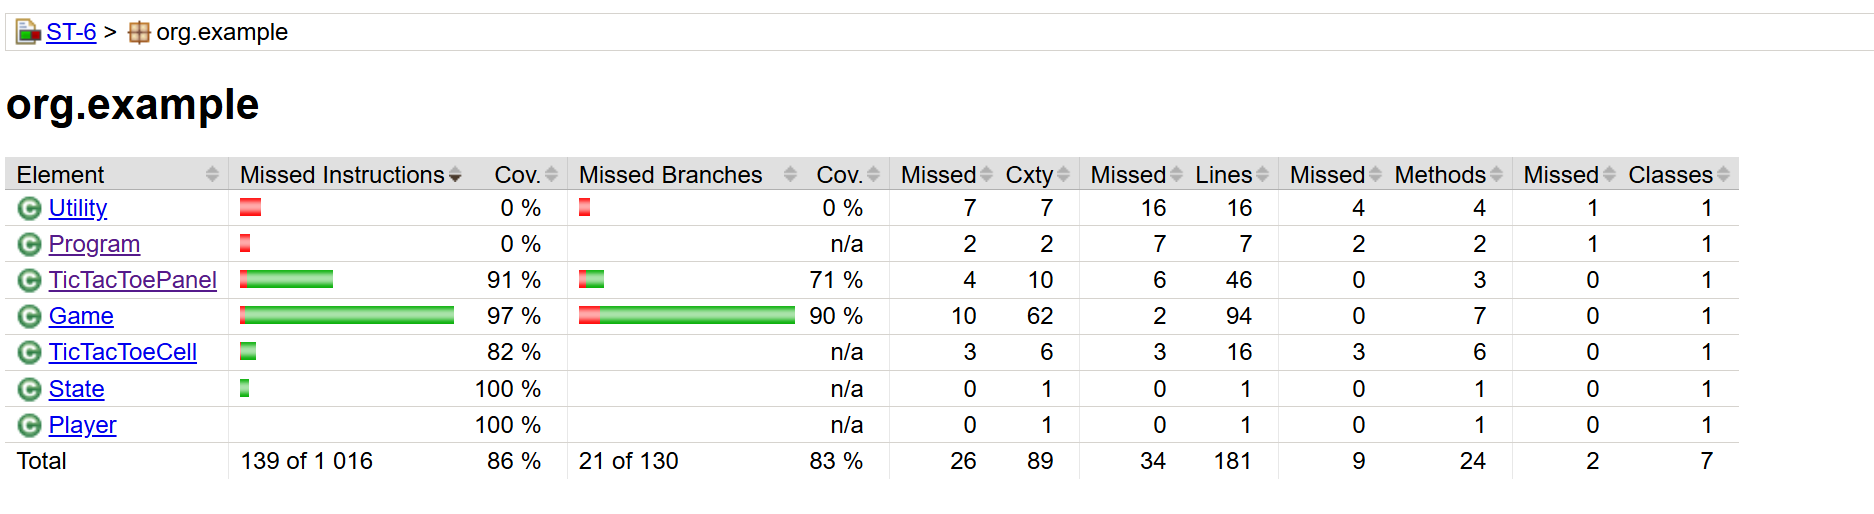 ST-6 > org.example
org.example
Element Missed Instructions Cov. Missed Branches Cov. Missed Cxty Missed Lines Missed Methods Missed Classes
Utility 0 % 0 % 7 7 16 16 4 4 1 1
Program 0 % n/a 2 2 7 7 2 2 1 1
TicTacToePanel 91 % 71 % 4 10 6 46 0 3 0 1
Game 97 % 90 % 10 62 2 94 0 7 0 1
TicTacToeCell 82 % n/a 3 6 3 16 3 6 0 1
State 100 % n/a 0 1 0 1 0 1 0 1
Player 100 % n/a 0 1 0 1 0 1 0 1
Total 139 of 1 016 86 % 21 of 130 83 % 26 89 34 181 9 24 2 7